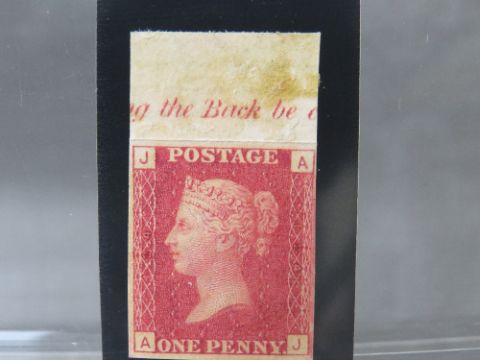 the Back be
J POSTAGE A
A ONE PENNY J